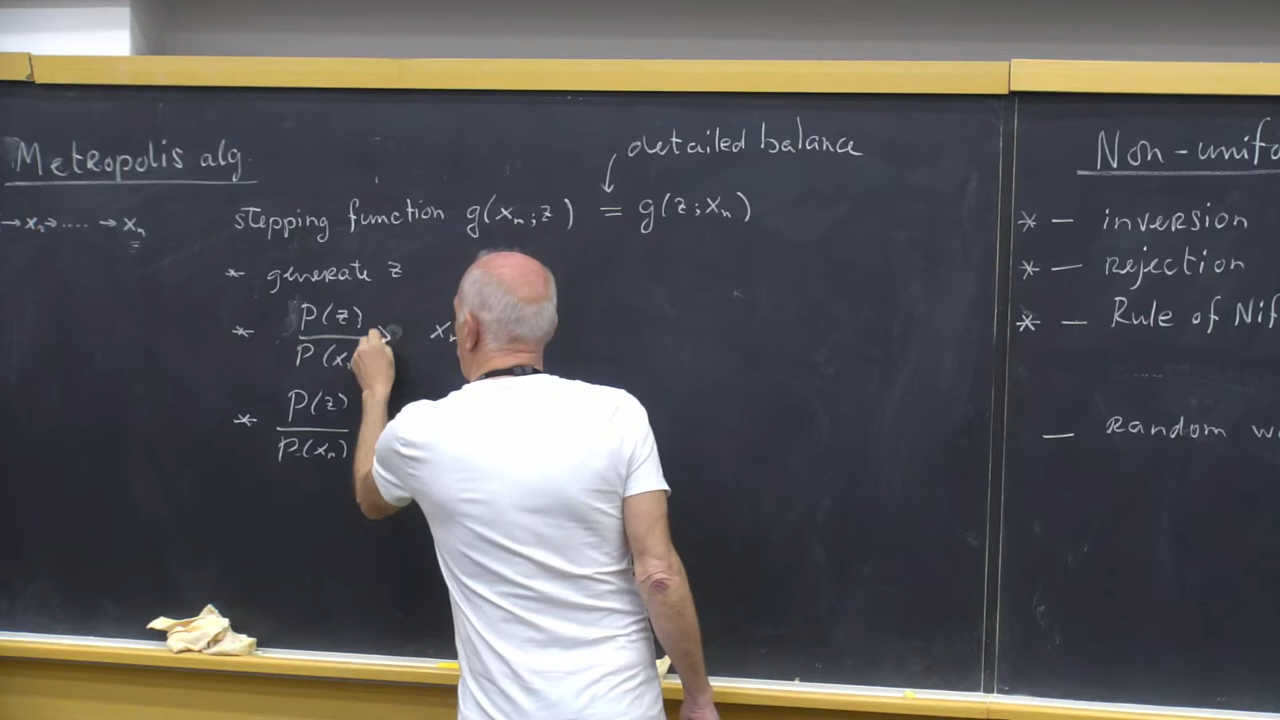 Metropolis alg.
detailed balance
→ x₂ → .... → xₙ
stepping function g(xₙ;z) = g(z;xₙ)
* generate z
* P(z)
P(x
xₙ
* P(z)
P(xₙ)
Non-unifo
* — inversion
* — rejection
* — Rule of Nif
.....
— Random w